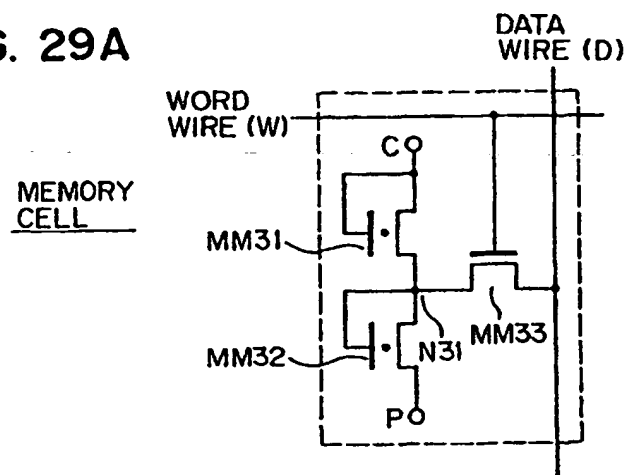 . 29A
DATA
WIRE (D)
WORD
WIRE (W)
C
MEMORY
CELL
MM31
MM33
N31
MM32
P